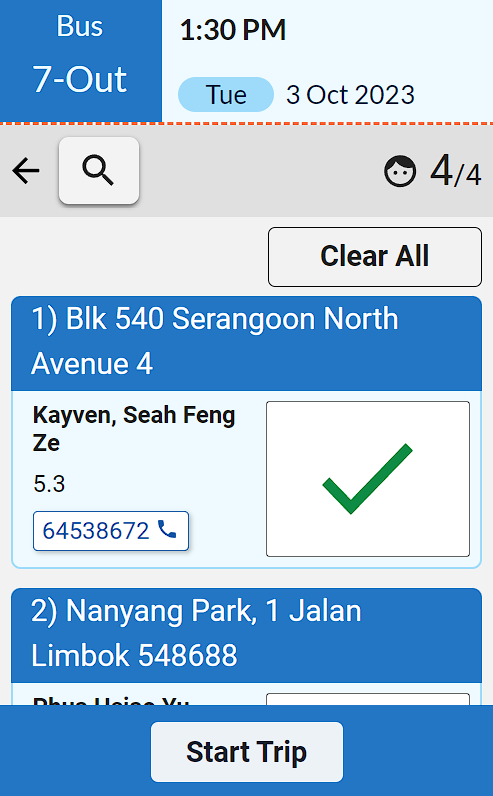 Bus
7-Out
1:30 PM
Tue 3 Oct 2023
4/4
Clear All
1) Blk 540 Serangoon North
Avenue 4
Kayven, Seah Feng
Ze
5.3
64538672
2) Nanyang Park, 1 Jalan
Limbok 548688
Start Trip